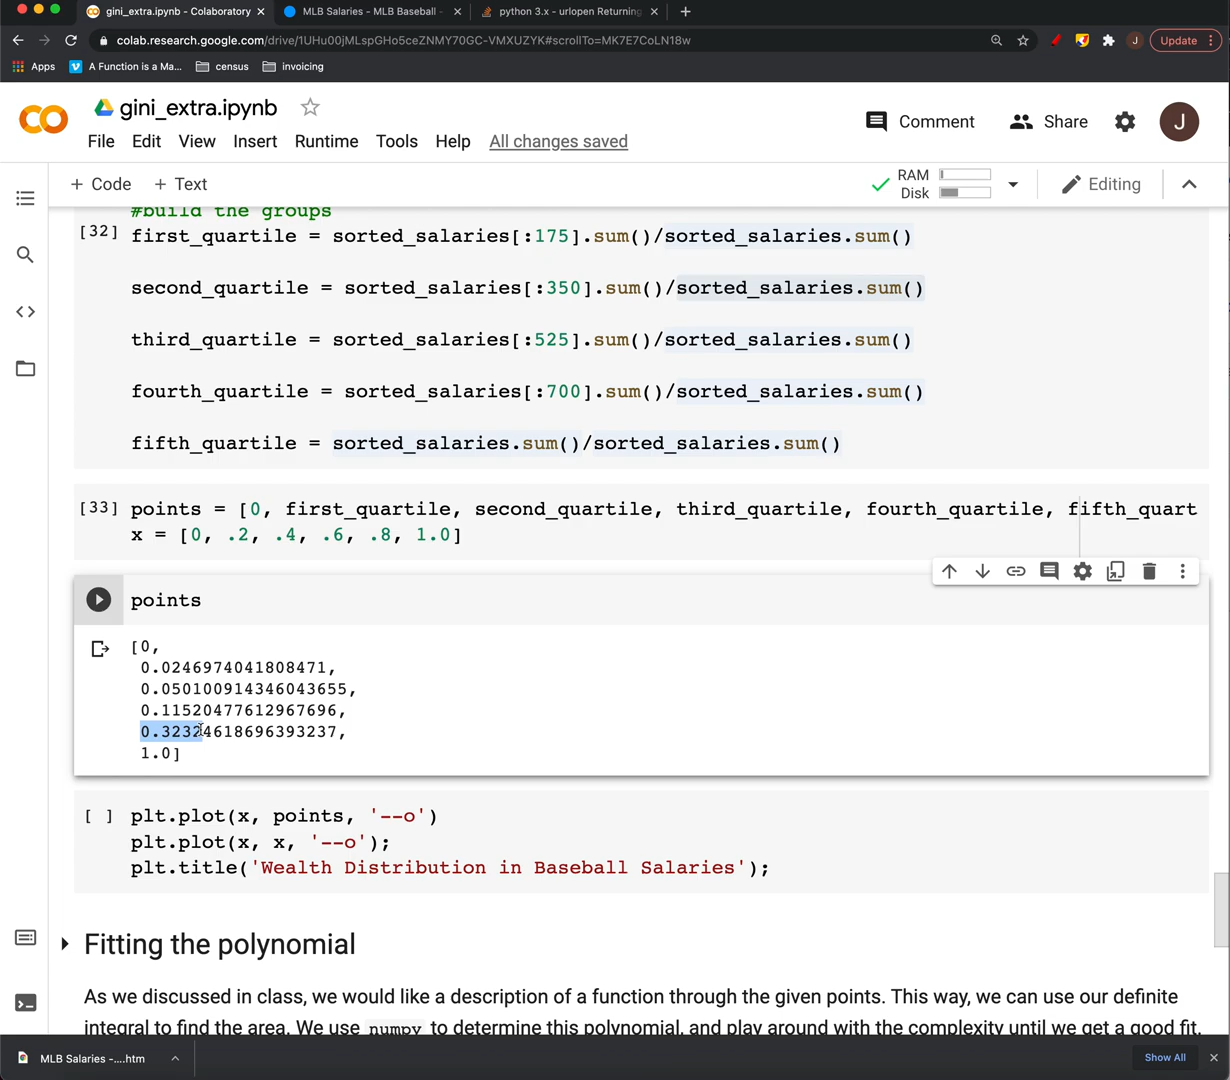 gini_extra.ipynb - Colaboratory
MLB Salaries - MLB Baseball
python 3.x - urlopen Returning
colab.research.google.com/drive/1UHu00jMLspGHo5ceZNMY70GC-VMXUZYK#scrollTo=MK7E7CoLN18w
J
Update
Apps
A Function is a Ma...
census
invoicing
gini_extra.ipynb
File Edit View Insert Runtime Tools Help All changes saved
Comment
Share
J
+ Code + Text
RAM
Disk
Editing
#build the groups
[32] first_quartile = sorted_salaries[:175].sum()/sorted_salaries.sum()
second_quartile = sorted_salaries[:350].sum()/sorted_salaries.sum()
third_quartile = sorted_salaries[:525].sum()/sorted_salaries.sum()
fourth_quartile = sorted_salaries[:700].sum()/sorted_salaries.sum()
fifth_quartile = sorted_salaries.sum()/sorted_salaries.sum()
[33] points = [0, first_quartile, second_quartile, third_quartile, fourth_quartile, fifth_quart
x = [0, .2, .4, .6, .8, 1.0]
points
[0,
0.0246974041808471,
0.050100914346043655,
0.11520477612967696,
0.32324618696393237,
1.0]
[ ] plt.plot(x, points, '--o')
plt.plot(x, x, '--o');
plt.title('Wealth Distribution in Baseball Salaries');
Fitting the polynomial
As we discussed in class, we would like a description of a function through the given points. This way, we can use our definite
integral to find the area. We use numpy to determine this polynomial, and play around with the complexity until we get a good fit.
MLB Salaries -....htm
Show All